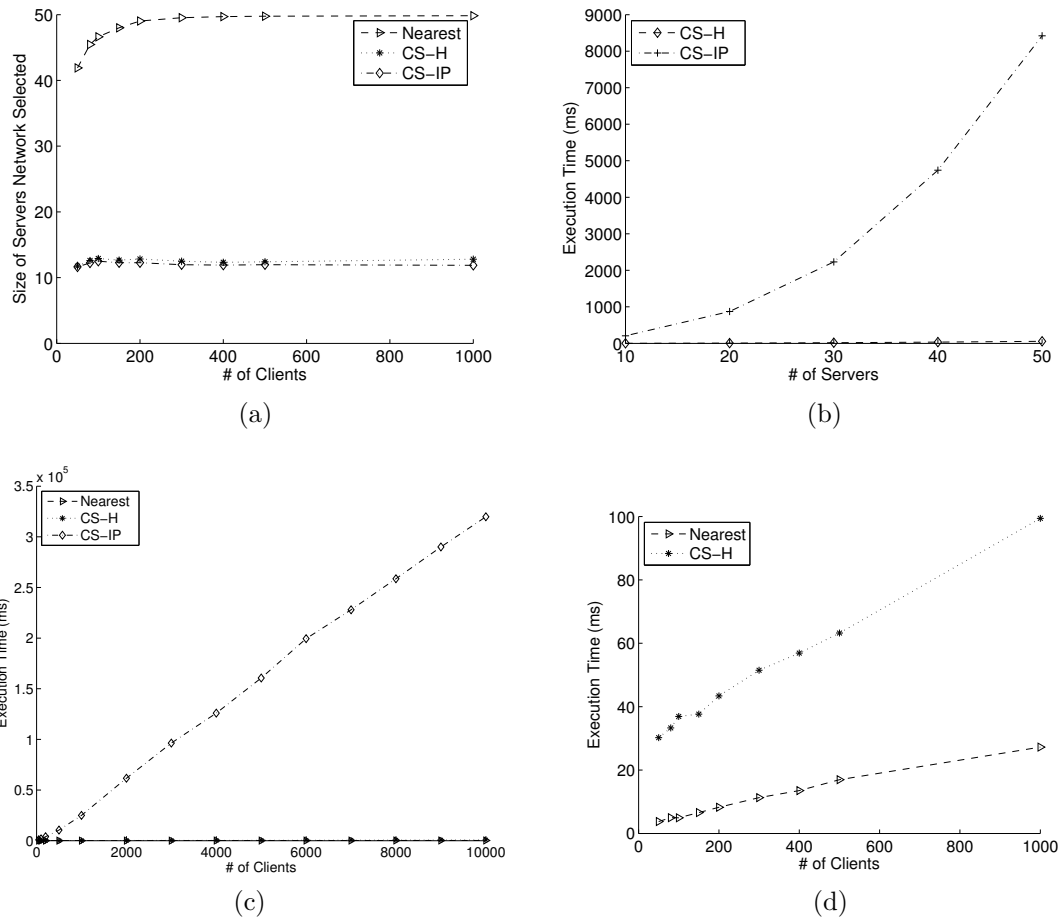 50
40
30
20
10
0
Size of Servers Network Selected
0
200
400
600
800
1000
# of Clients
Nearest
CS-H
CS-IP
(a)
9000
8000
7000
6000
5000
4000
3000
2000
1000
0
Execution Time (ms)
10
20
30
40
50
# of Servers
CS-H
CS-IP
(b)
x 10^5
3.5
3
2.5
2
1.5
1
0.5
0
Execution Time (ms)
0
2000
4000
6000
8000
10000
# of Clients
Nearest
CS-H
CS-IP
(c)
100
80
60
40
20
0
Execution Time (ms)
0
200
400
600
800
1000
# of Clients
Nearest
CS-H
(d)